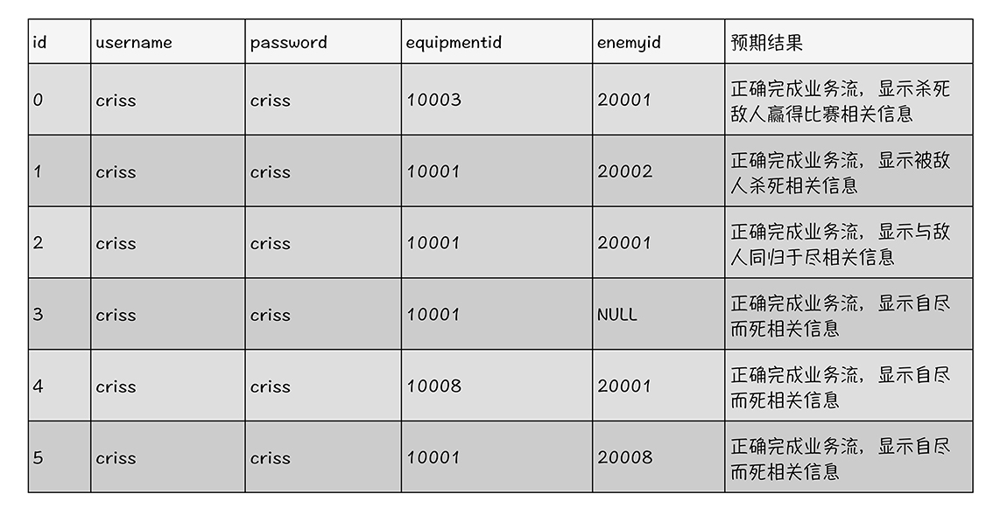 id username password equipmentid enemyid 预期结果
0 criss criss 10003 20001 正确完成业务流，显示杀死
敌人赢得比赛相关信息
1 criss criss 10001 20002 正确完成业务流，显示被敌
人杀死相关信息
2 criss criss 10001 20001 正确完成业务流，显示与敌
人同归于尽相关信息
3 criss criss 10001 NULL 正确完成业务流，显示自尽
而死相关信息
4 criss criss 10008 20001 正确完成业务流，显示自尽
而死相关信息
5 criss criss 10001 20008 正确完成业务流，显示自尽
而死相关信息